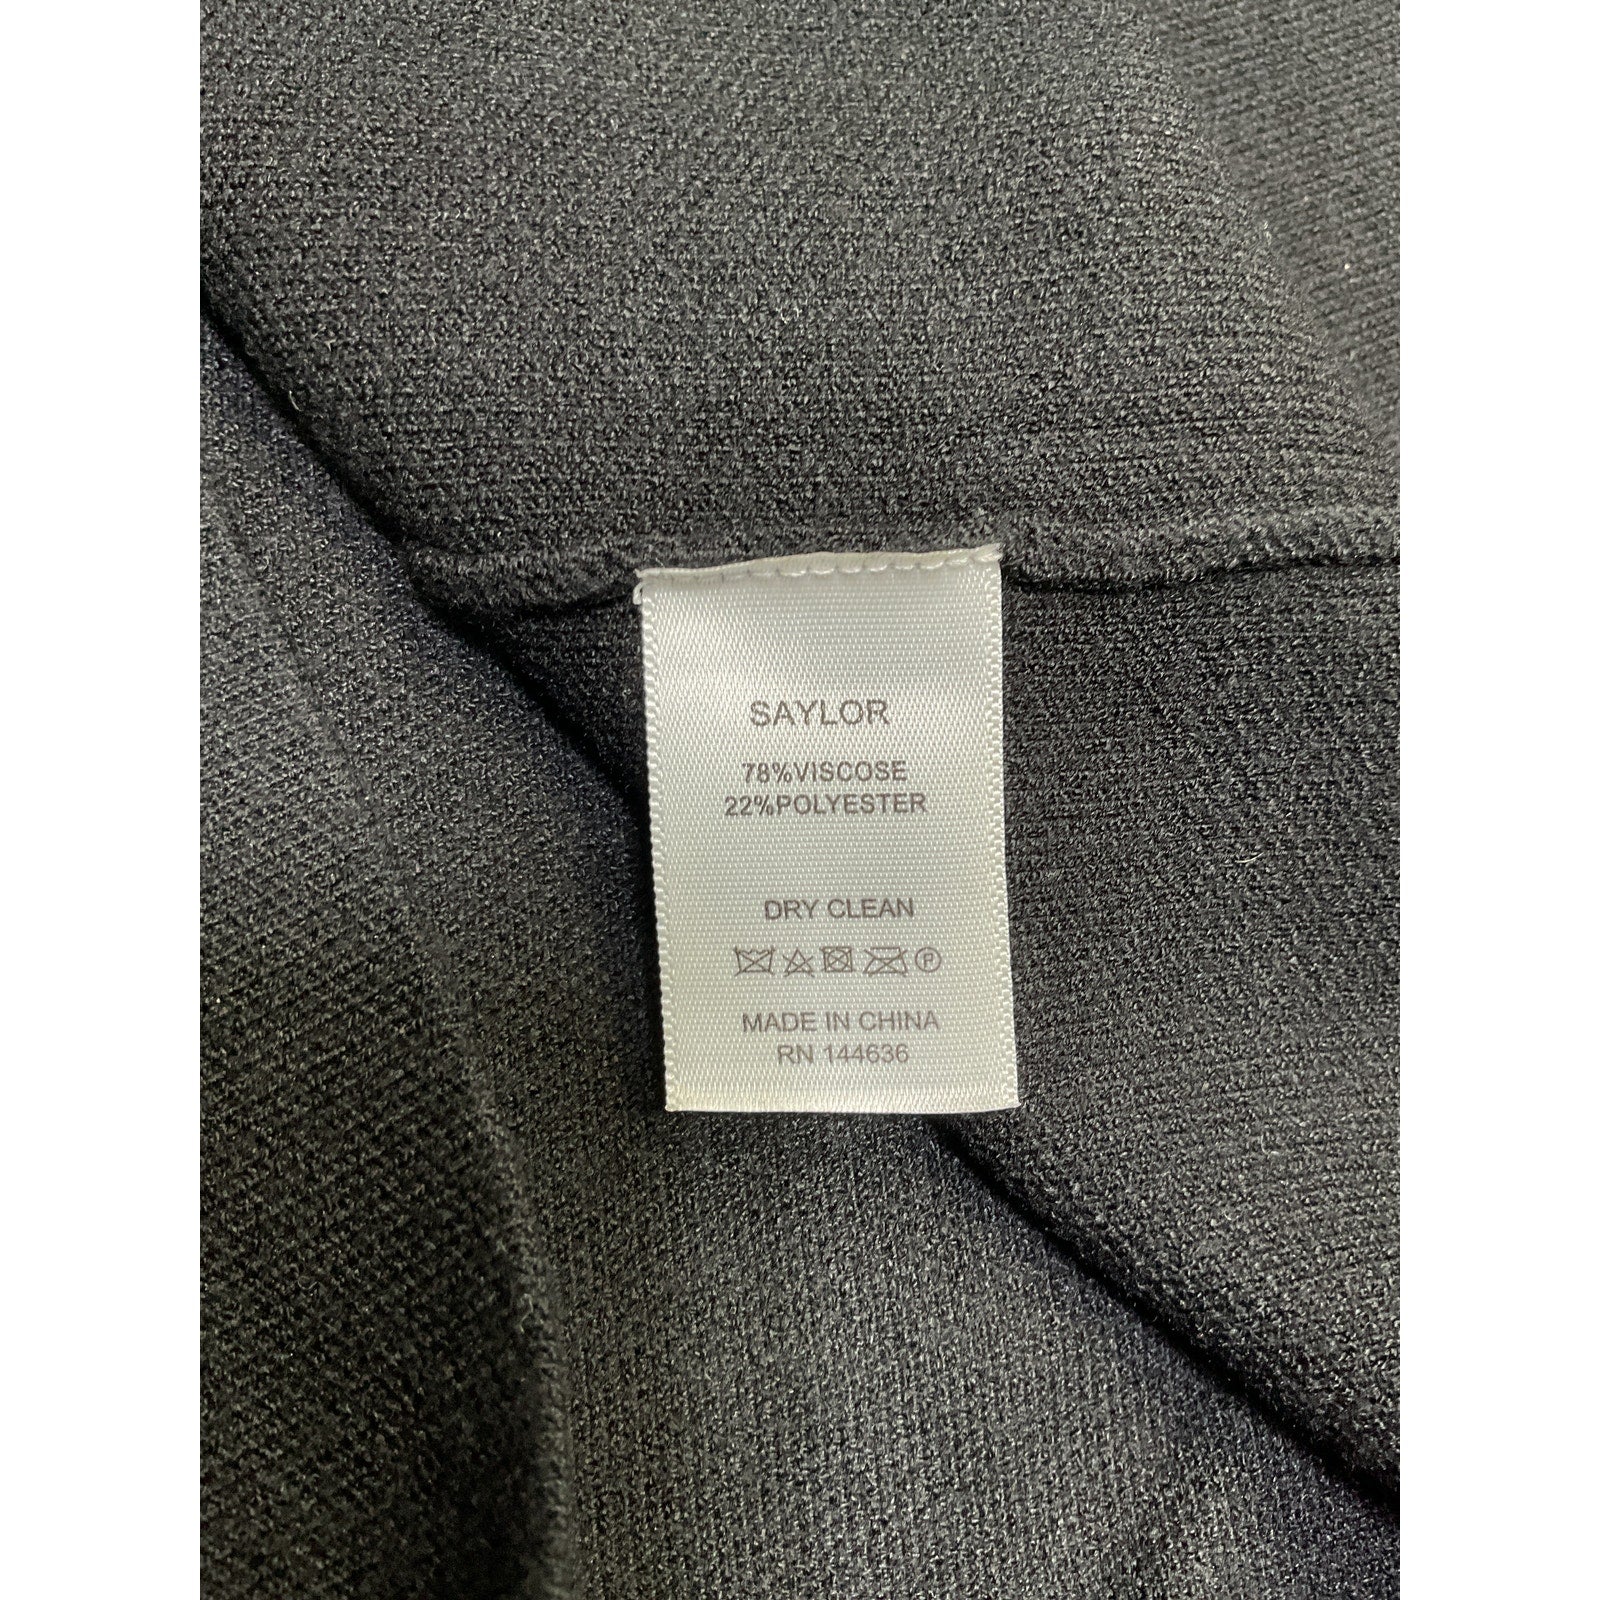 SAYLOR
78%VISCOSE
22%POLYESTER
DRY CLEAN
P
MADE IN CHINA
RN 144636